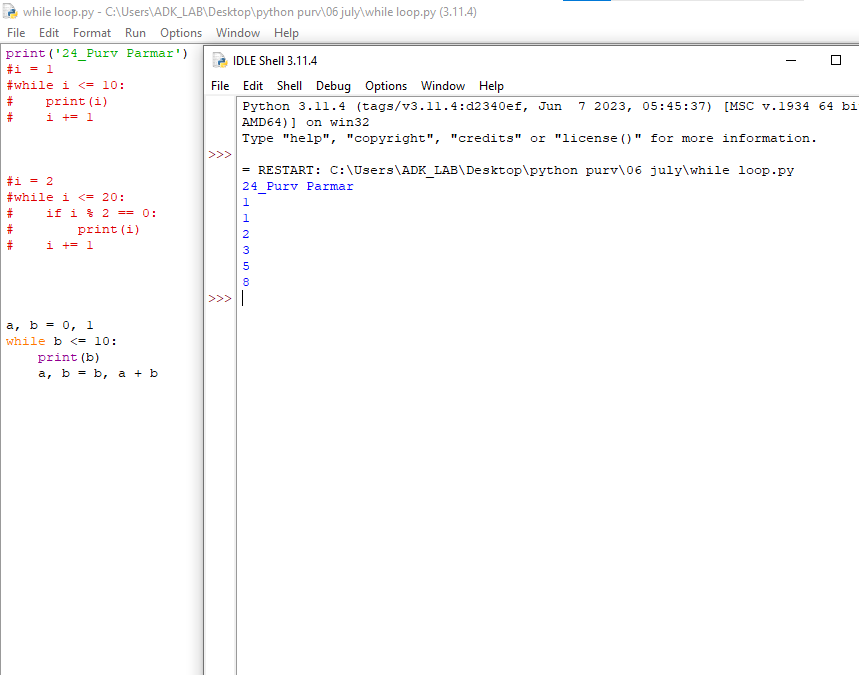 while loop.py - C:\Users\ADK_LAB\Desktop\python purv\06 july\while loop.py (3.11.4)
File Edit Format Run Options Window Help
print('24_Purv Parmar')
#i = 1
#while i <= 10:
#    print(i)
#    i += 1
#i = 2
#while i <= 20:
#    if i % 2 == 0:
#        print(i)
#    i += 1
a, b = 0, 1
while b <= 10:
    print(b)
    a, b = b, a + b
IDLE Shell 3.11.4
File Edit Shell Debug Options Window Help
Python 3.11.4 (tags/v3.11.4:d2340ef, Jun  7 2023, 05:45:37) [MSC v.1934 64 bi
AMD64)] on win32
Type "help", "copyright", "credits" or "license()" for more information.
>>>
= RESTART: C:\Users\ADK_LAB\Desktop\python purv\06 july\while loop.py
24_Purv Parmar
1
1
2
3
5
8
>>>